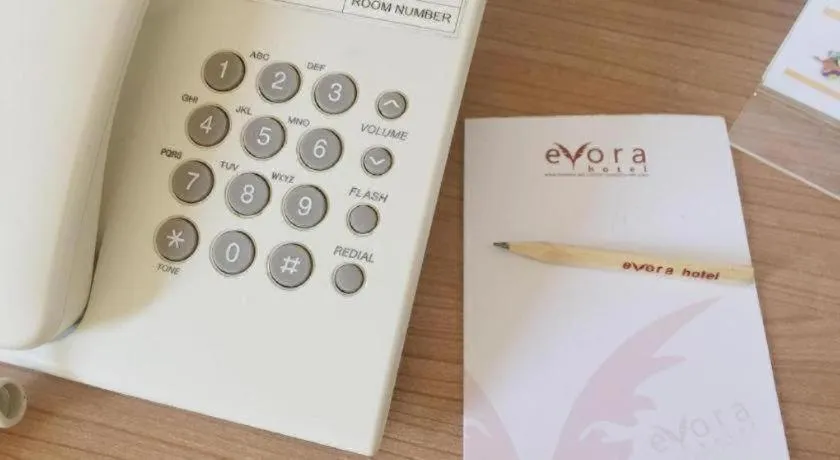 ROOM NUMBER
1
ABC
2
DEF
3
GHI
4
JKL
5
MNO
6
VOLUME
PQRS
7
TUV
8
WXYZ
9
FLASH
*
TONE
0
#
REDIAL
evora
hotel
evora hotel
evora